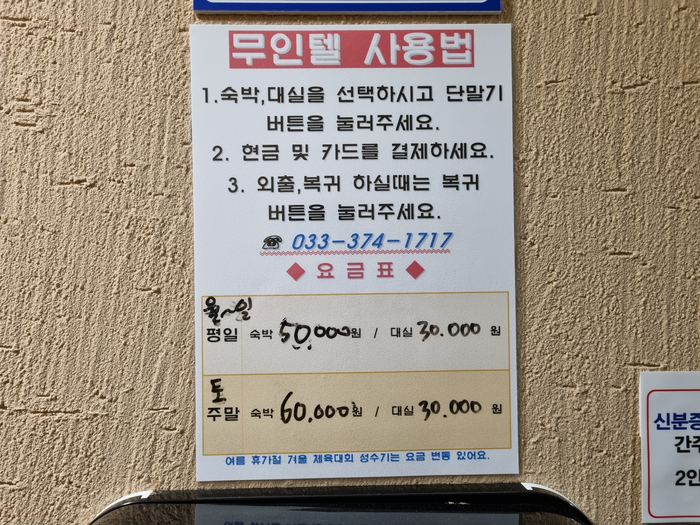 무인텔 사용법
1.숙박,대실을 선택하시고 단말기
버튼을 눌러주세요.
2. 현금 및 카드를 결제하세요.
3. 외출,복귀 하실때는 복귀
버튼을 눌러주세요.
☎ 033-374-1717
◆ 요금표 ◆
월~일
평일 숙박 50,000원 / 대실 30.000 원
토
주말 숙박 60,000원 / 대실 30.000 원
여름 휴가철 겨울 체육대회 성수기는 요금 변동 있어요.
신분증
간주
2인